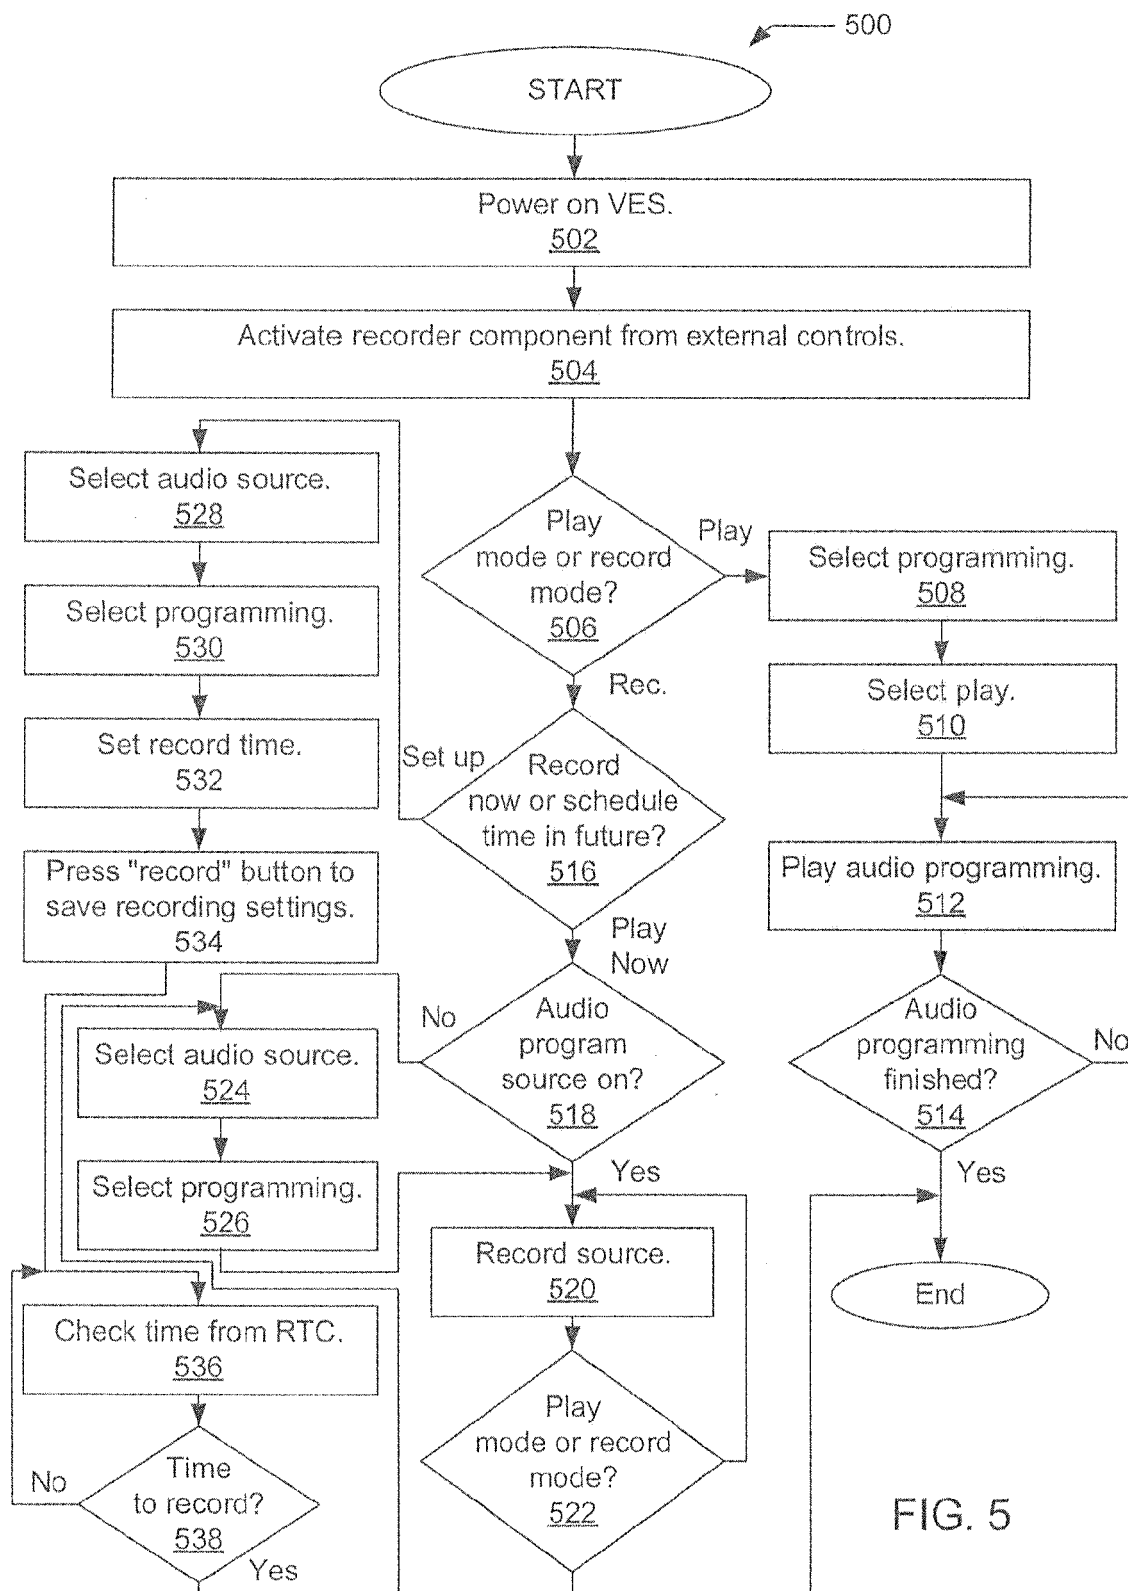 500
START
Power on VES.
502
Activate recorder component from external controls.
504
Select audio source.
528
Play
mode or record
mode?
506
Play
Select programming.
508
Select programming.
530
Rec.
Select play.
510
Set record time.
532
Set up
Record
now or schedule
time in future?
516
Press "record" button to
save recording settings.
534
Play
Now
Play audio programming.
512
No
Audio
program
source on?
518
Audio
programming
finished?
514
No
Select audio source.
524
Yes
Yes
Select programming.
526
Record source.
520
End
Check time from RTC.
536
Play
mode or record
mode?
522
No
Time
to record?
538
Yes
FIG. 5